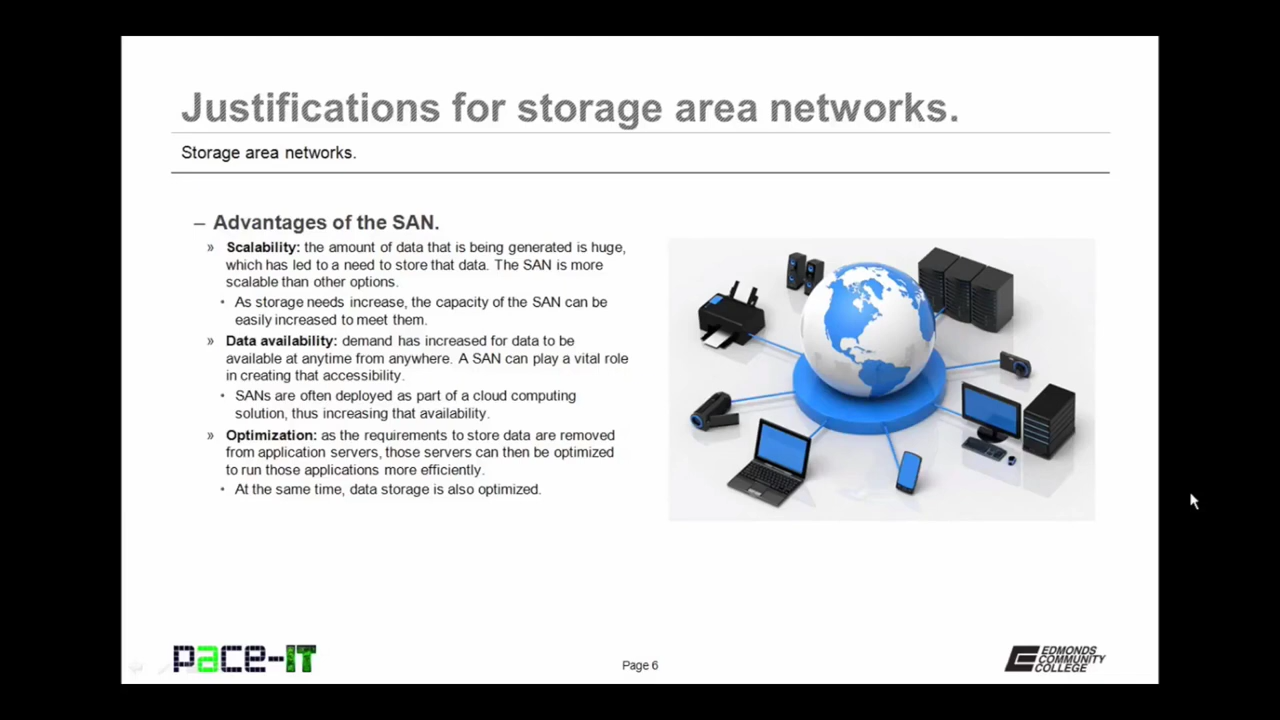 Justifications for storage area networks.
Storage area networks.
– Advantages of the SAN.
» Scalability: the amount of data that is being generated is huge,
which has led to a need to store that data. The SAN is more
scalable than other options.
• As storage needs increase, the capacity of the SAN can be
easily increased to meet them.
» Data availability: demand has increased for data to be
available at anytime from anywhere. A SAN can play a vital role
in creating that accessibility.
• SANs are often deployed as part of a cloud computing
solution, thus increasing that availability.
» Optimization: as the requirements to store data are removed
from application servers, those servers can then be optimized
to run those applications more efficiently.
• At the same time, data storage is also optimized.
pace-IT
Page 6
EDMONDS
COMMUNITY
COLLEGE